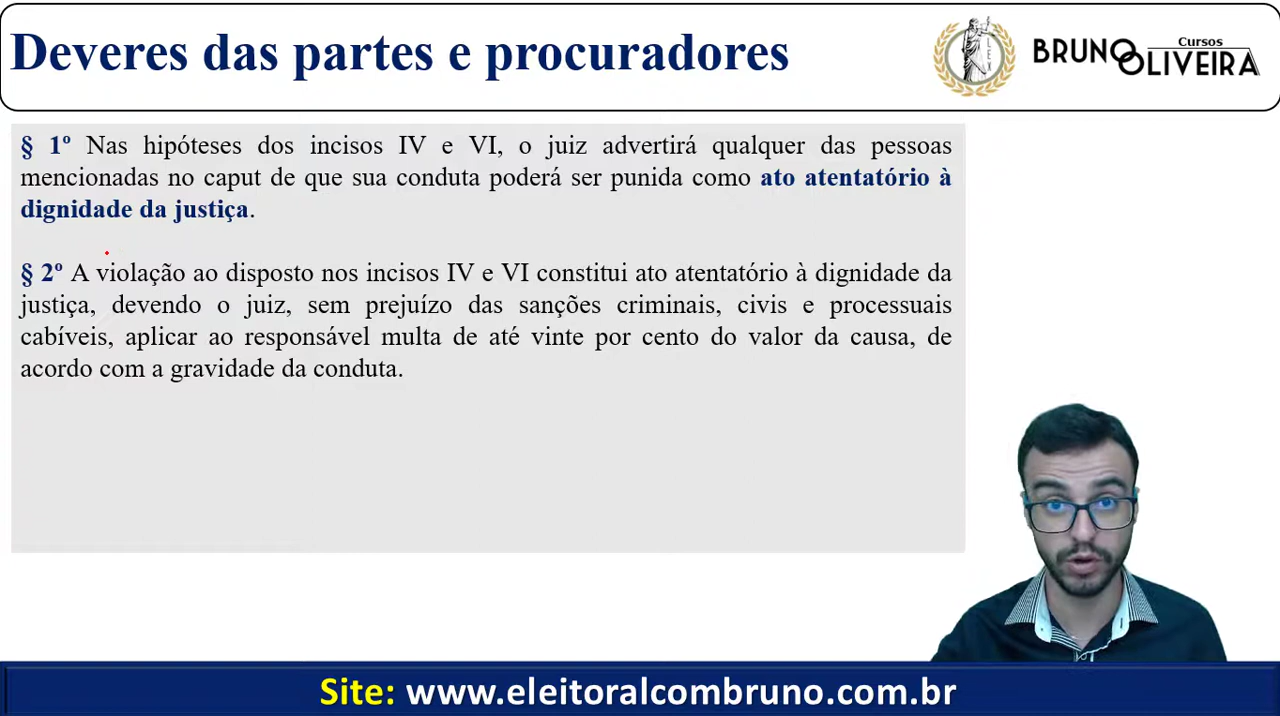 Deveres das partes e procuradores
LEX
Cursos
BRUNO OLIVEIRA
§ 1º Nas hipóteses dos incisos IV e VI, o juiz advertirá qualquer das pessoas
mencionadas no caput de que sua conduta poderá ser punida como ato atentatório à
dignidade da justiça.
§ 2º A violação ao disposto nos incisos IV e VI constitui ato atentatório à dignidade da
justiça, devendo o juiz, sem prejuízo das sanções criminais, civis e processuais
cabíveis, aplicar ao responsável multa de até vinte por cento do valor da causa, de
acordo com a gravidade da conduta.
Site: www.eleitoralcombruno.com.br